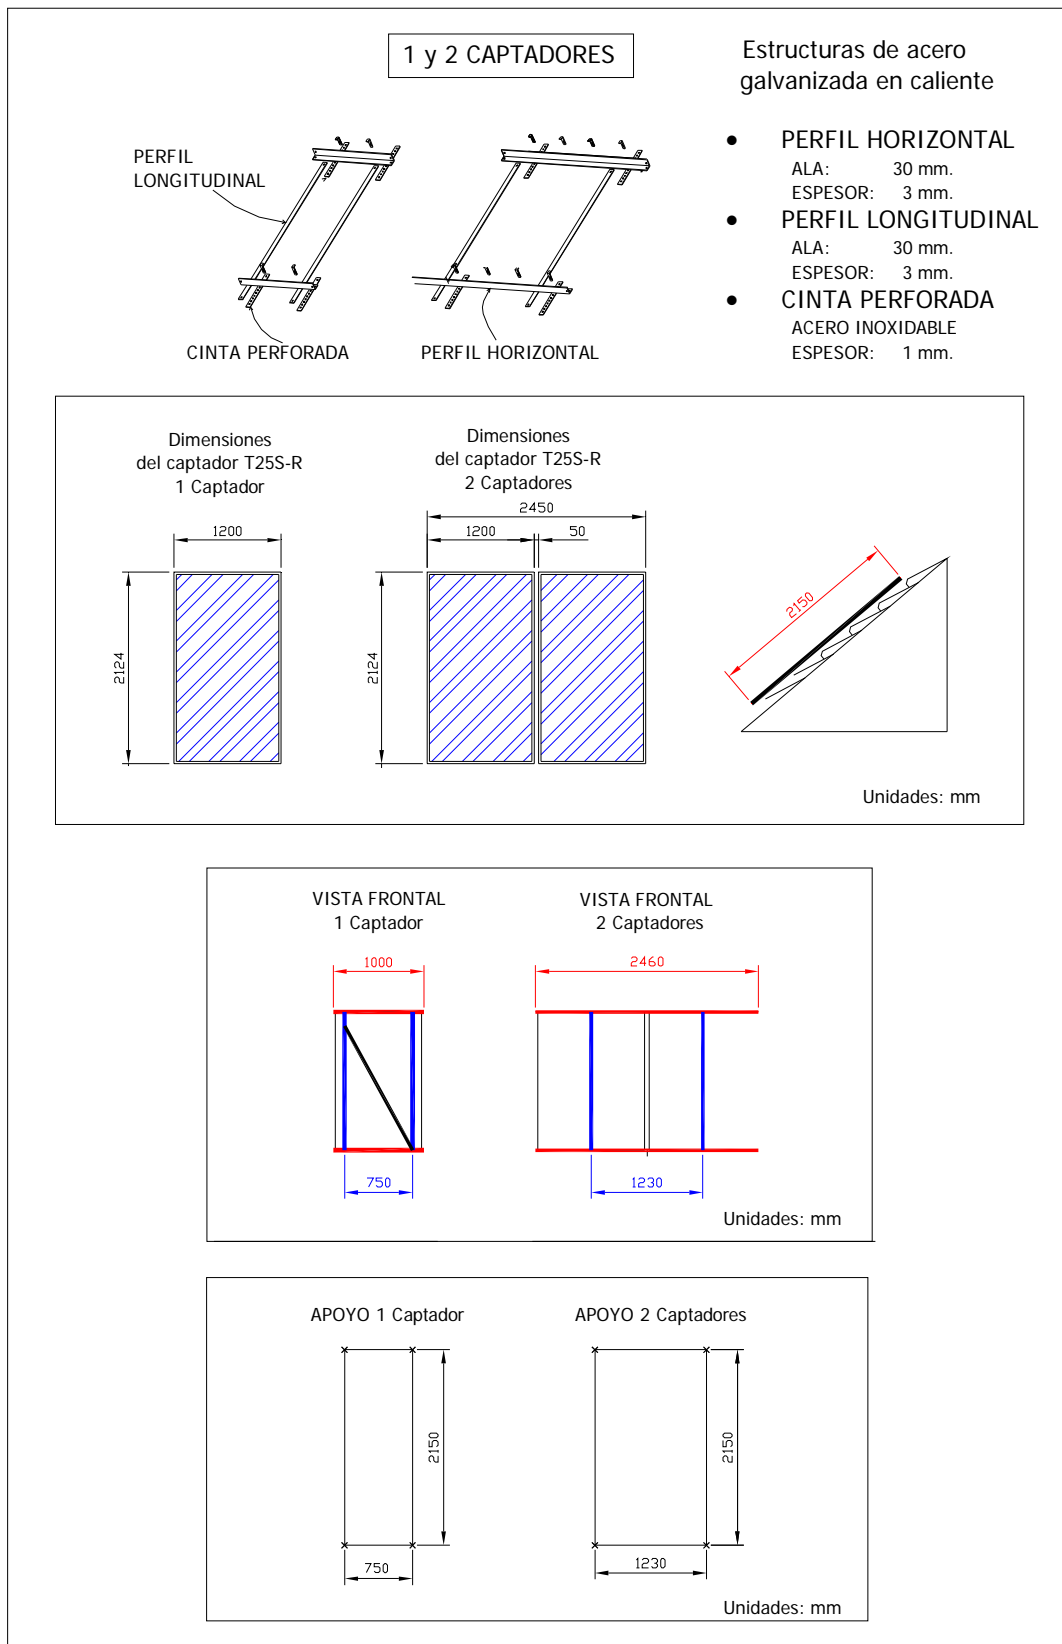 1 y 2 CAPTADORES
Estructuras de acero
galvanizada en caliente
PERFIL
LONGITUDINAL
CINTA PERFORADA
PERFIL HORIZONTAL
• PERFIL HORIZONTAL
ALA: 30 mm.
ESPESOR: 3 mm.
• PERFIL LONGITUDINAL
ALA: 30 mm.
ESPESOR: 3 mm.
• CINTA PERFORADA
ACERO INOXIDABLE
ESPESOR: 1 mm.
Dimensiones
del captador T25S-R
1 Captador
1200
2124
Dimensiones
del captador T25S-R
2 Captadores
2450
1200
50
2124
2150
Unidades: mm
VISTA FRONTAL
1 Captador
1000
750
VISTA FRONTAL
2 Captadores
2460
1230
Unidades: mm
APOYO 1 Captador
2150
750
APOYO 2 Captadores
2150
1230
Unidades: mm